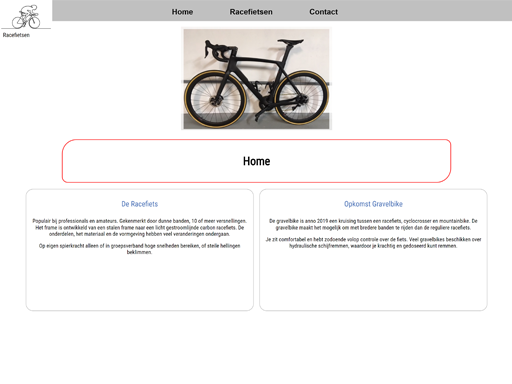 Home Racefietsen Contact
Racefietsen
Home
De Racefiets
Populair bij professionals en amateurs. Gekenmerkt door dunne banden, 10 of meer versnellingen.
Het frame is ontwikkeld van een stalen frame naar een licht gestroomlijnde carbon racefiets. De
onderdelen, het materiaal en de vormgeving hebben veel veranderingen ondergaan.
Op eigen spierkracht alleen of in groepsverband hoge snelheden bereiken, of steile hellingen
beklimmen.
Opkomst Gravelbike
De gravelbike is anno 2019 een kruising tussen een racefiets, cyclocrosser en mountainbike. De
gravelbike maakt het mogelijk om met bredere banden te rijden dan de reguliere racefiets.
Je zit comfortabel en hebt zodoende volop controle over de fiets. Veel gravelbikes beschikken over
hydraulische schijfremmen, waardoor je krachtig en gedoseerd kunt remmen.